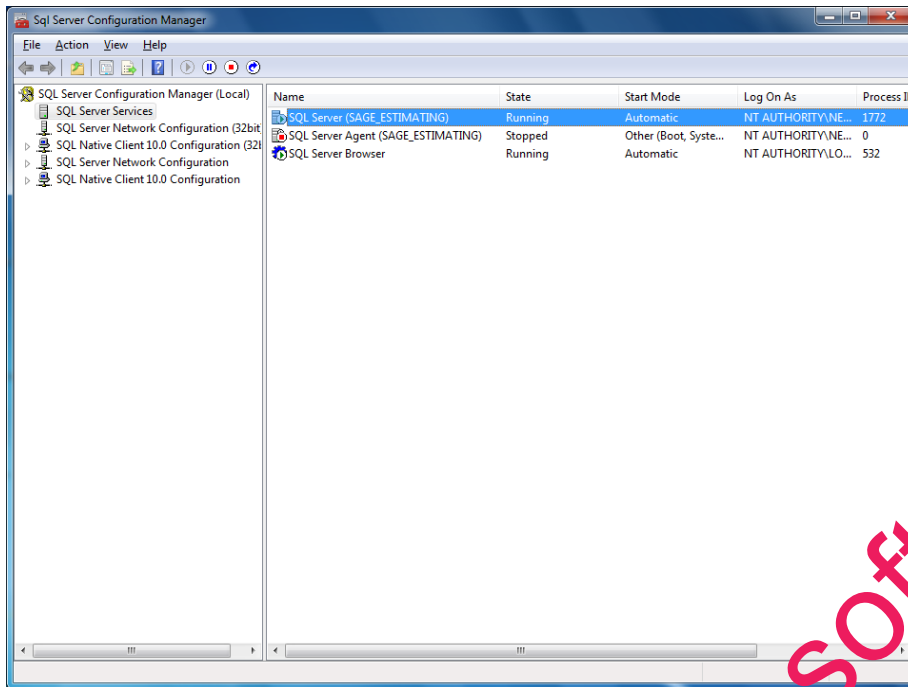 Sql Server Configuration Manager
File Action View Help
SQL Server Configuration Manager (Local)
SQL Server Services
SQL Server Network Configuration (32bit
SQL Native Client 10.0 Configuration (32l
SQL Server Network Configuration
SQL Native Client 10.0 Configuration
Name State Start Mode Log On As Process I
SQL Server (SAGE_ESTIMATING) Running Automatic NT AUTHORITY\NE... 1772
SQL Server Agent (SAGE_ESTIMATING) Stopped Other (Boot, Syste... NT AUTHORITY\NE... 0
SQL Server Browser Running Automatic NT AUTHORITY\LO... 532
Soft